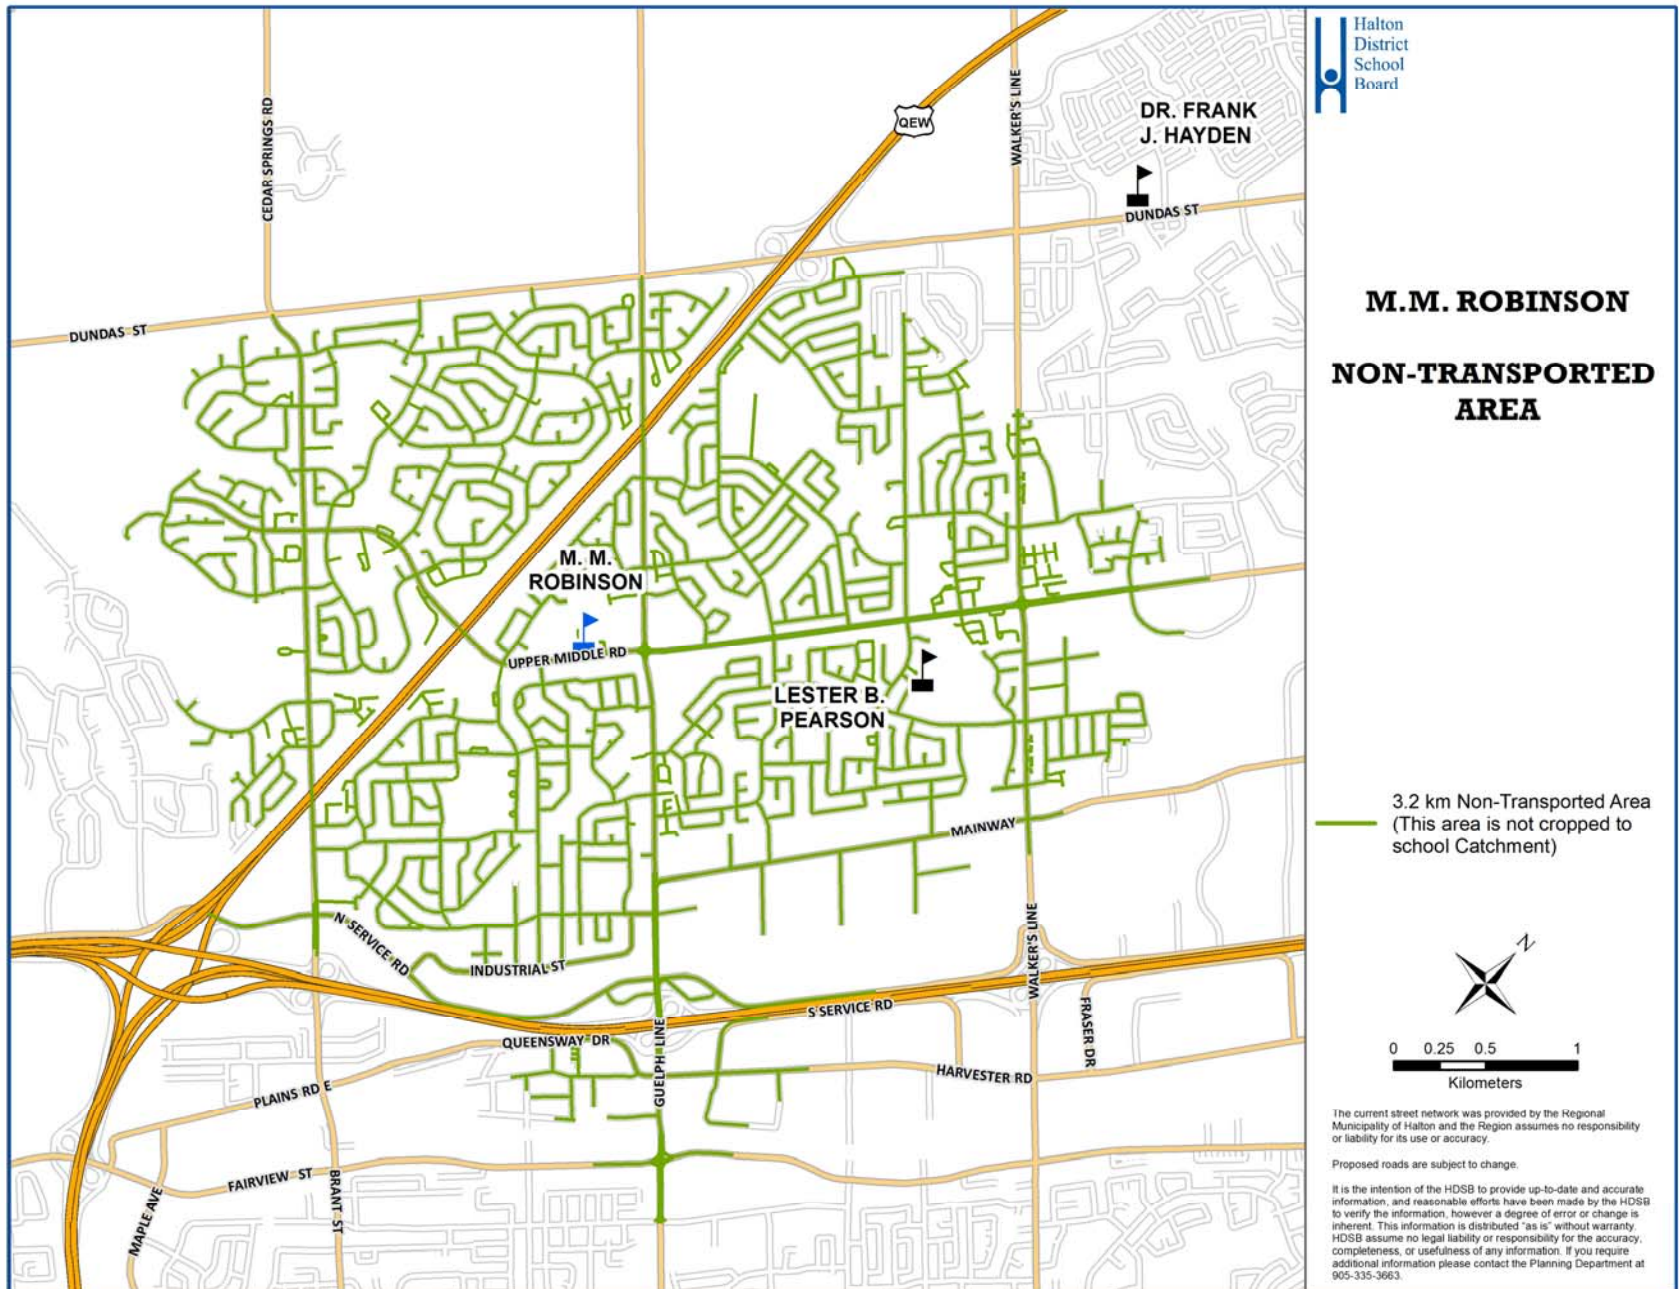 Halton
District
School
Board
M.M. ROBINSON
NON-TRANSPORTED
AREA
3.2 km Non-Transported Area
(This area is not cropped to
school Catchment)
N
0 0.25 0.5 1
Kilometers
The current street network was provided by the Regional
Municipality of Halton and the Region assumes no responsibility
or liability for its use or accuracy.
Proposed roads are subject to change.
It is the intention of the HDSB to provide up-to-date and accurate
information, and reasonable efforts have been made by the HDSB
to verify the information, however a degree of error or change is
inherent. This information is distributed "as is" without warranty.
HDSB assume no legal liability or responsibility for the accuracy,
completeness, or usefulness of any information. If you require
additional information please contact the Planning Department at
905-335-3663.
CEDAR SPRINGS RD
QEW
WALKER'S LINE
DR. FRANK
J. HAYDEN
DUNDAS ST
DUNDAS ST
M. M.
ROBINSON
UPPER MIDDLE RD
LESTER B.
PEARSON
MAINWAY
N SERVICE RD
INDUSTRIAL ST
WALKER'S LINE
S SERVICE RD
QUEENSWAY DR
GUELPH LINE
FRASER DR
HARVESTER RD
PLAINS RD E
FAIRVIEW ST
BRANT ST
MAPLE AVE